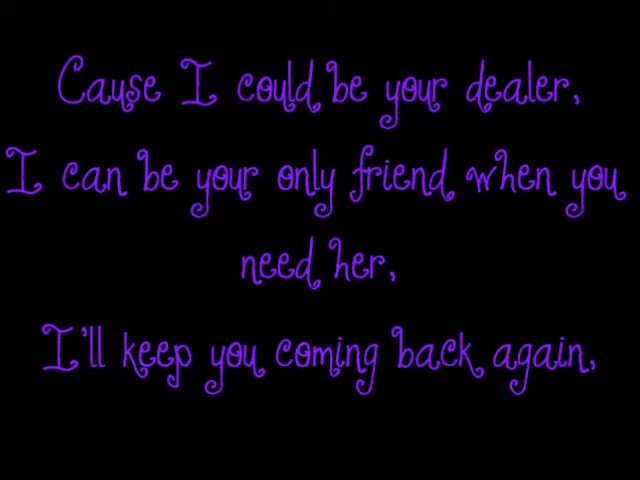 Cause I could be your dealer,
I can be your only friend when you
need her,
I'll keep you coming back again,